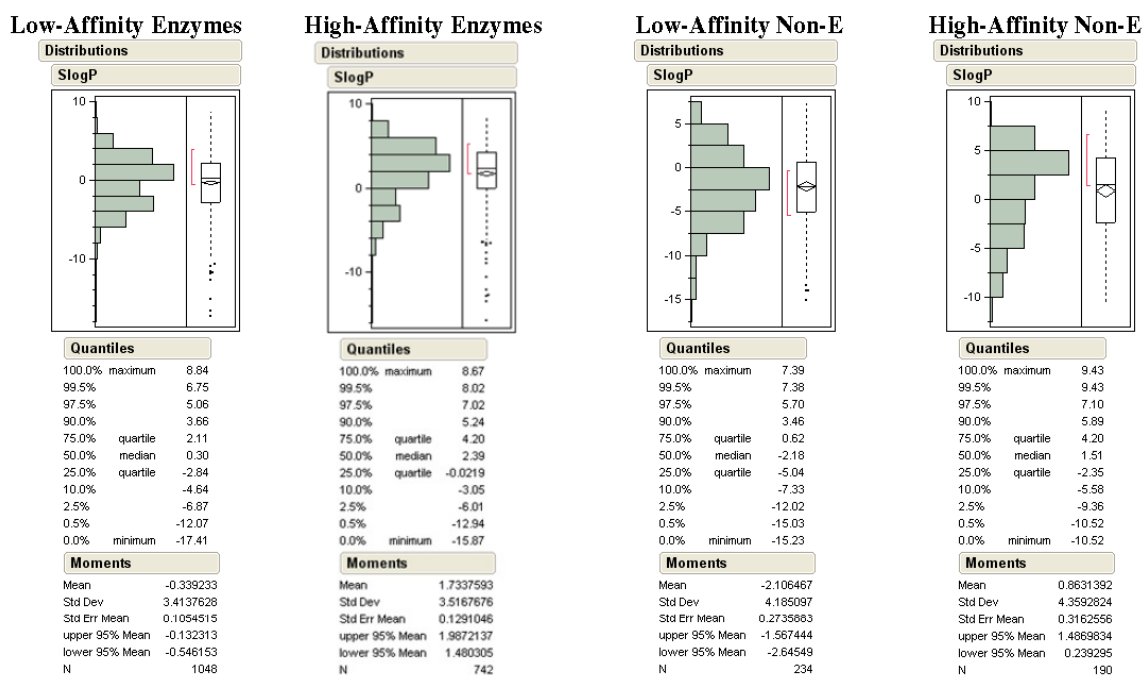 Low-Affinity Enzymes
Distributions
SlogP
10
0
-10
Quantiles
100.0% maximum 8.84
99.5% 6.75
97.5% 5.06
90.0% 3.66
75.0% quartile 2.11
50.0% median 0.30
25.0% quartile -2.84
10.0% -4.64
2.5% -6.87
0.5% -12.07
0.0% minimum -17.41
Moments
Mean -0.339233
Std Dev 3.4137628
Std Err Mean 0.1054515
upper 95% Mean -0.132313
lower 95% Mean -0.546153
N 1048
High-Affinity Enzymes
Distributions
SlogP
10
0
-10
Quantiles
100.0% maximum 8.67
99.5% 8.02
97.5% 7.02
90.0% 5.24
75.0% quartile 4.20
50.0% median 2.39
25.0% quartile -0.0219
10.0% -3.05
2.5% -6.01
0.5% -12.94
0.0% minimum -15.87
Moments
Mean 1.7337593
Std Dev 3.5167676
Std Err Mean 0.1291046
upper 95% Mean 1.9872137
lower 95% Mean 1.480305
N 742
Low-Affinity Non-E
Distributions
SlogP
5
0
-5
-10
-15
Quantiles
100.0% maximum 7.39
99.5% 7.38
97.5% 5.70
90.0% 3.46
75.0% quartile 0.62
50.0% median -2.18
25.0% quartile -5.04
10.0% -7.33
2.5% -12.02
0.5% -15.03
0.0% minimum -15.23
Moments
Mean -2.106467
Std Dev 4.185097
Std Err Mean 0.2735883
upper 95% Mean -1.567444
lower 95% Mean -2.64549
N 234
High-Affinity Non-E
Distributions
SlogP
10
5
0
-5
-10
Quantiles
100.0% maximum 9.43
99.5% 9.43
97.5% 7.10
90.0% 5.89
75.0% quartile 4.20
50.0% median 1.51
25.0% quartile -2.35
10.0% -5.58
2.5% -9.36
0.5% -10.52
0.0% minimum -10.52
Moments
Mean 0.8631392
Std Dev 4.3592824
Std Err Mean 0.3162556
upper 95% Mean 1.4869834
lower 95% Mean 0.239295
N 190